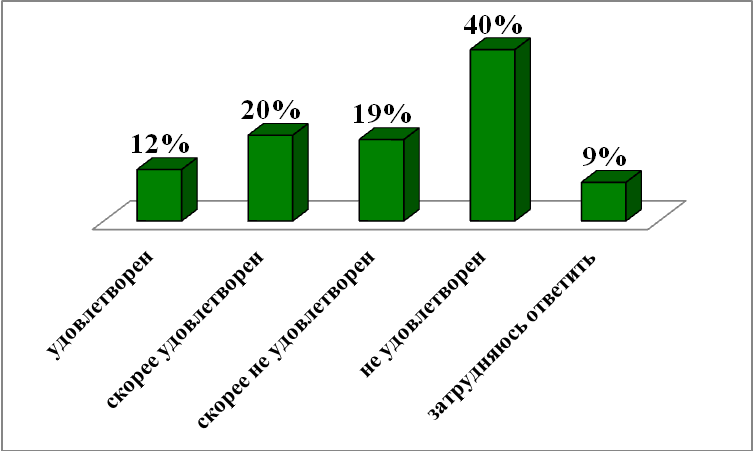 12%
20%
19%
40%
9%
удовлетворен
скорее удовлетворен
скорее не удовлетворен
не удовлетворен
затрудняюсь ответить